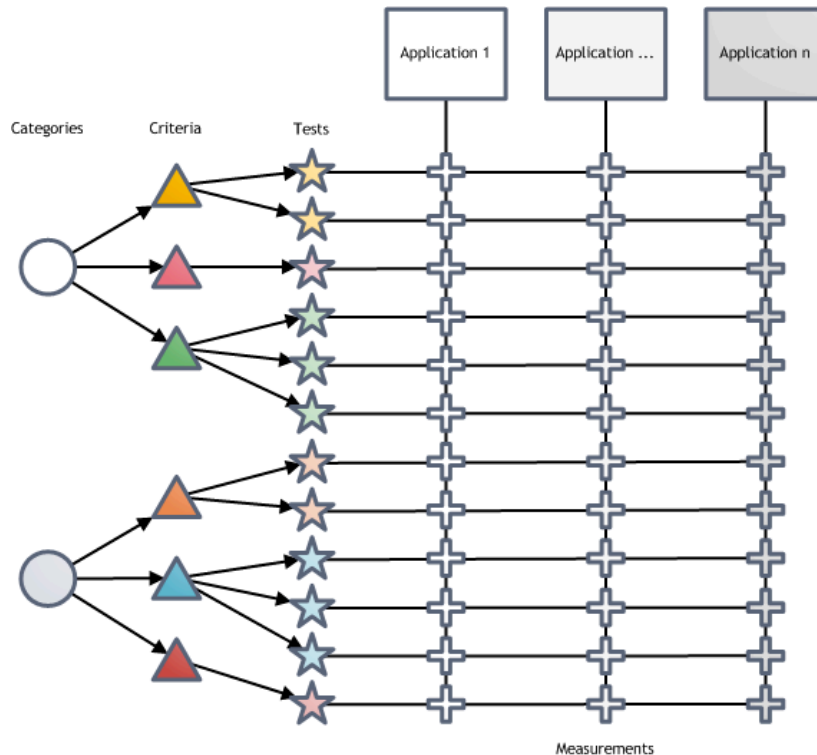 Application 1
Application ...
Application n
Categories
Criteria
Tests
Measurements